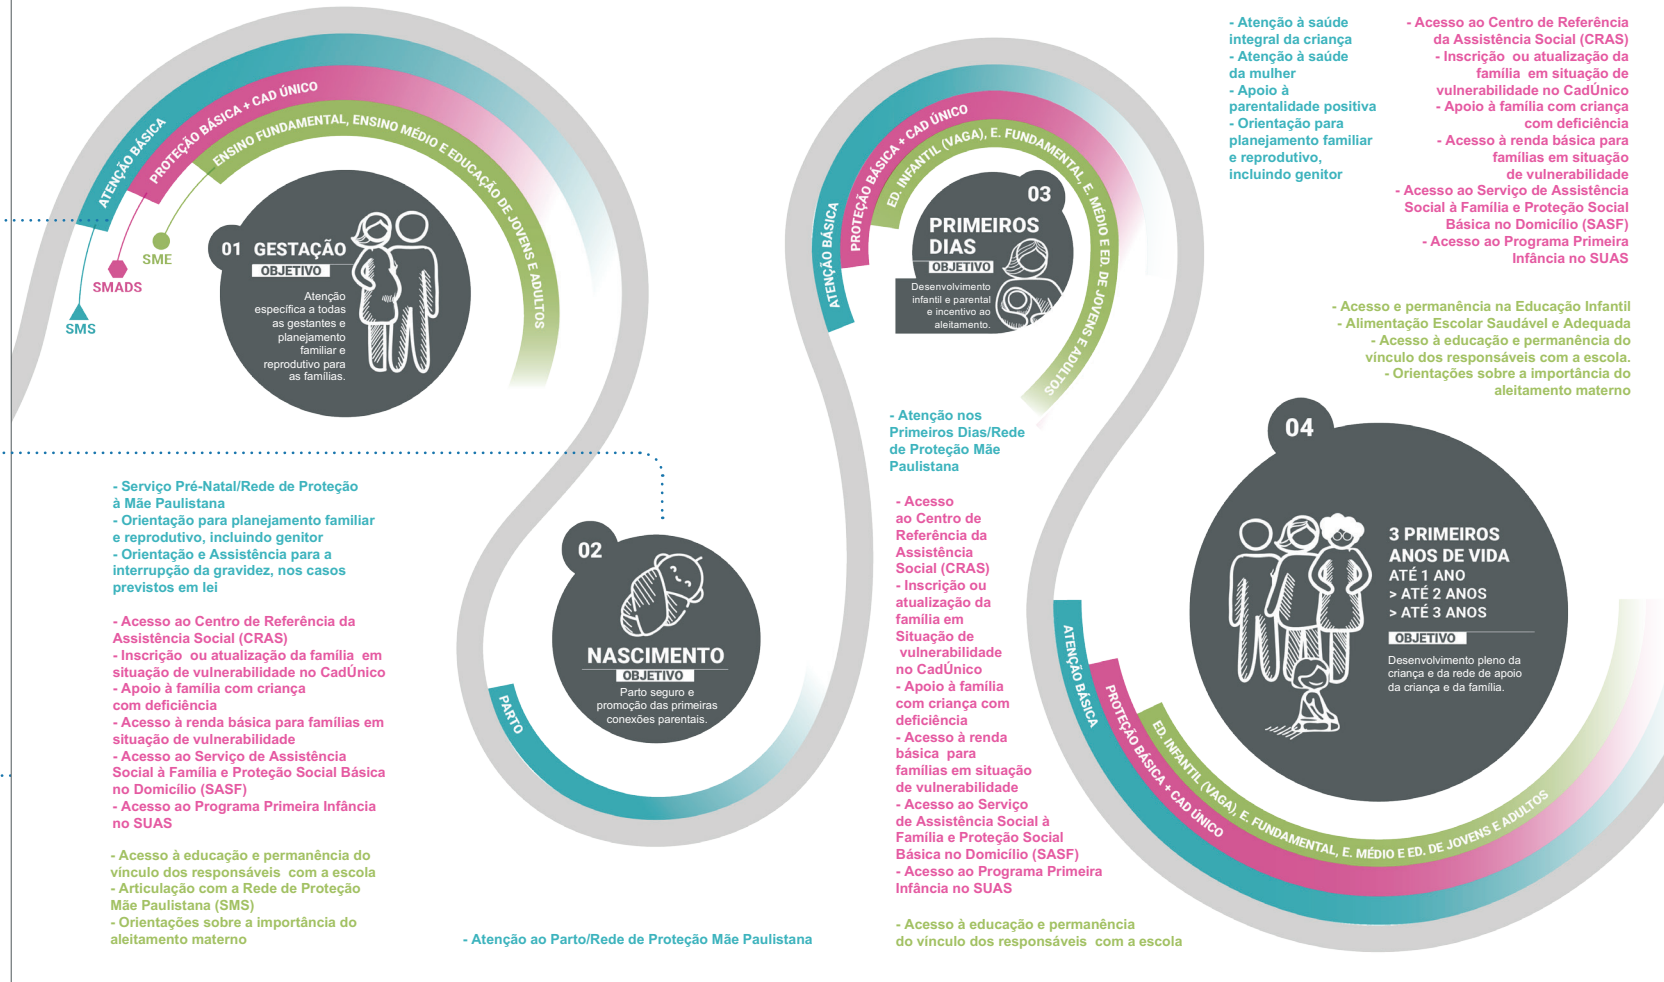 ATENÇÃO BÁSICA
PROTEÇÃO BÁSICA + CAD ÚNICO
ENSINO FUNDAMENTAL, ENSINO MÉDIO E EDUCAÇÃO DE JOVENS E ADULTOS
SME
SMADS
SMS
01 GESTAÇÃO
OBJETIVO
Atenção
específica a todas
as gestantes e
planejamento
familiar e
reprodutivo para
as famílias.
- Serviço Pré-Natal/Rede de Proteção
à Mãe Paulistana
- Orientação para planejamento familiar
e reprodutivo, incluindo genitor
- Orientação e Assistência para a
interrupção da gravidez, nos casos
previstos em lei
- Acesso ao Centro de Referência da
Assistência Social (CRAS)
- Inscrição ou atualização da família em
situação de vulnerabilidade no CadÚnico
- Apoio à família com criança
com deficiência
- Acesso à renda básica para famílias em
situação de vulnerabilidade
- Acesso ao Serviço de Assistência
Social à Família e Proteção Social Básica
no Domicílio (SASF)
- Acesso ao Programa Primeira Infância
no SUAS
- Acesso à educação e permanência do
vínculo dos responsáveis com a escola
- Articulação com a Rede de Proteção
Mãe Paulistana (SMS)
- Orientações sobre a importância do
aleitamento materno
02
NASCIMENTO
OBJETIVO
Parto seguro e
promoção das primeiras
conexões parentais.
PARTO
- Atenção ao Parto/Rede de Proteção Mãe Paulistana
ATENÇÃO BÁSICA
PROTEÇÃO BÁSICA + CAD ÚNICO
ED. INFANTIL (VAGA), E. FUNDAMENTAL, E. MÉDIO E ED. DE JOVENS E ADULTOS
03
PRIMEIROS
DIAS
OBJETIVO
Desenvolvimento
infantil e parental
e incentivo ao
aleitamento.
- Atenção nos
Primeiros Dias/Rede
de Proteção Mãe
Paulistana
- Acesso
ao Centro de
Referência da
Assistência
Social (CRAS)
- Inscrição ou
atualização da
família em
Situação de
vulnerabilidade
no CadÚnico
- Apoio à família
com criança com
deficiência
- Acesso à renda
básica para
famílias em situação
de vulnerabilidade
- Acesso ao Serviço
de Assistência Social à
Família e Proteção Social
Básica no Domicílio (SASF)
- Acesso ao Programa Primeira
Infância no SUAS
- Acesso à educação e permanência
do vínculo dos responsáveis com a escola
- Atenção à saúde
integral da criança
- Atenção à saúde
da mulher
- Apoio à
parentalidade positiva
- Orientação para
planejamento familiar
e reprodutivo,
incluindo genitor
- Acesso ao Centro de Referência
da Assistência Social (CRAS)
- Inscrição ou atualização da
família em situação de
vulnerabilidade no CadÚnico
- Apoio à família com criança
com deficiência
- Acesso à renda básica para
famílias em situação
de vulnerabilidade
- Acesso ao Serviço de Assistência
Social à Família e Proteção Social
Básica no Domicílio (SASF)
- Acesso ao Programa Primeira
Infância no SUAS
- Acesso e permanência na Educação Infantil
- Alimentação Escolar Saudável e Adequada
- Acesso à educação e permanência do
vínculo dos responsáveis com a escola.
- Orientações sobre a importância do
aleitamento materno
04
3 PRIMEIROS
ANOS DE VIDA
ATÉ 1 ANO
> ATÉ 2 ANOS
> ATÉ 3 ANOS
OBJETIVO
Desenvolvimento pleno da
criança e da rede de apoio
da criança e da família.
ATENÇÃO BÁSICA
PROTEÇÃO BÁSICA + CAD ÚNICO
ED. INFANTIL (VAGA), E. FUNDAMENTAL, E. MÉDIO E ED. DE JOVENS E ADULTOS